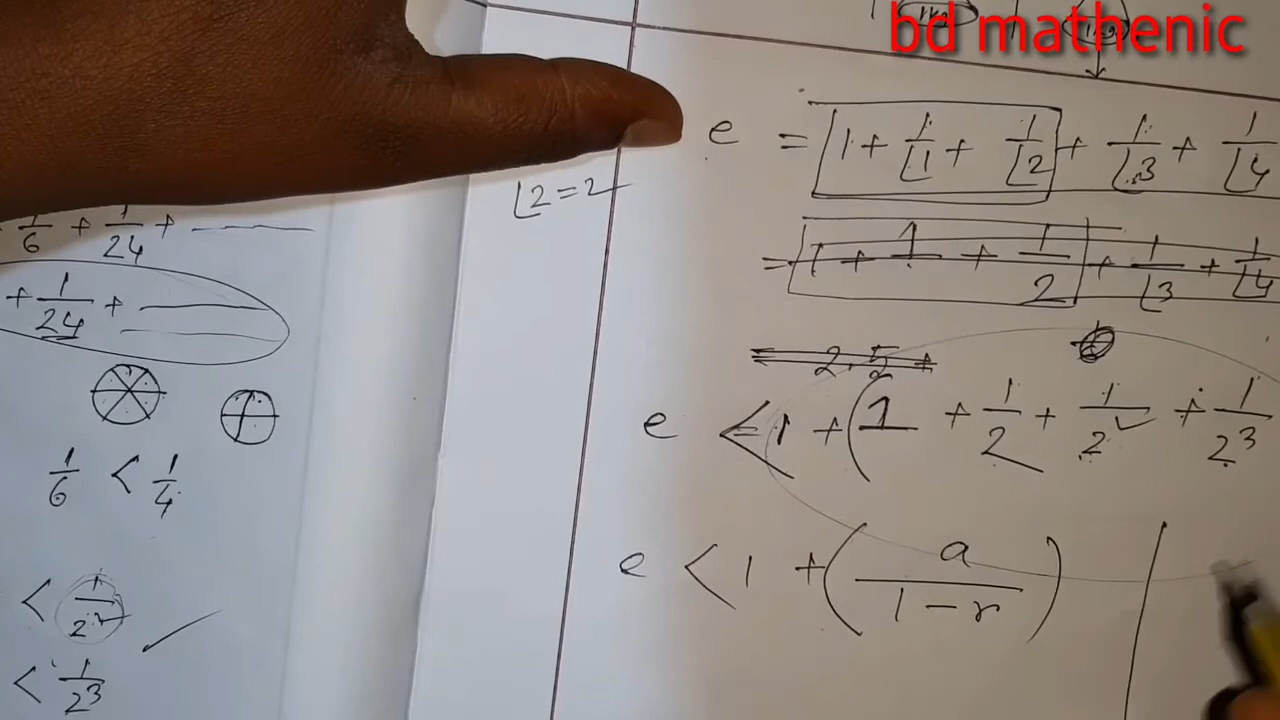 bd mathenic
1kg 1kg
e = 1 + 1/⌊1 + 1/⌊2 + 1/⌊3 + 1/⌊4
⌊2 = 2
1/6 + 1/24 +
= 1 + 1 + 1/2 + 1/⌊3 + 1/⌊4
+ 1/24 +
= 2.5 +
e < 1 + (1 + 1/2 + 1/2² + 1/2³
1/6 < 1/4
e < 1 + (a/(1-r))
< 1/2²
< 1/2³